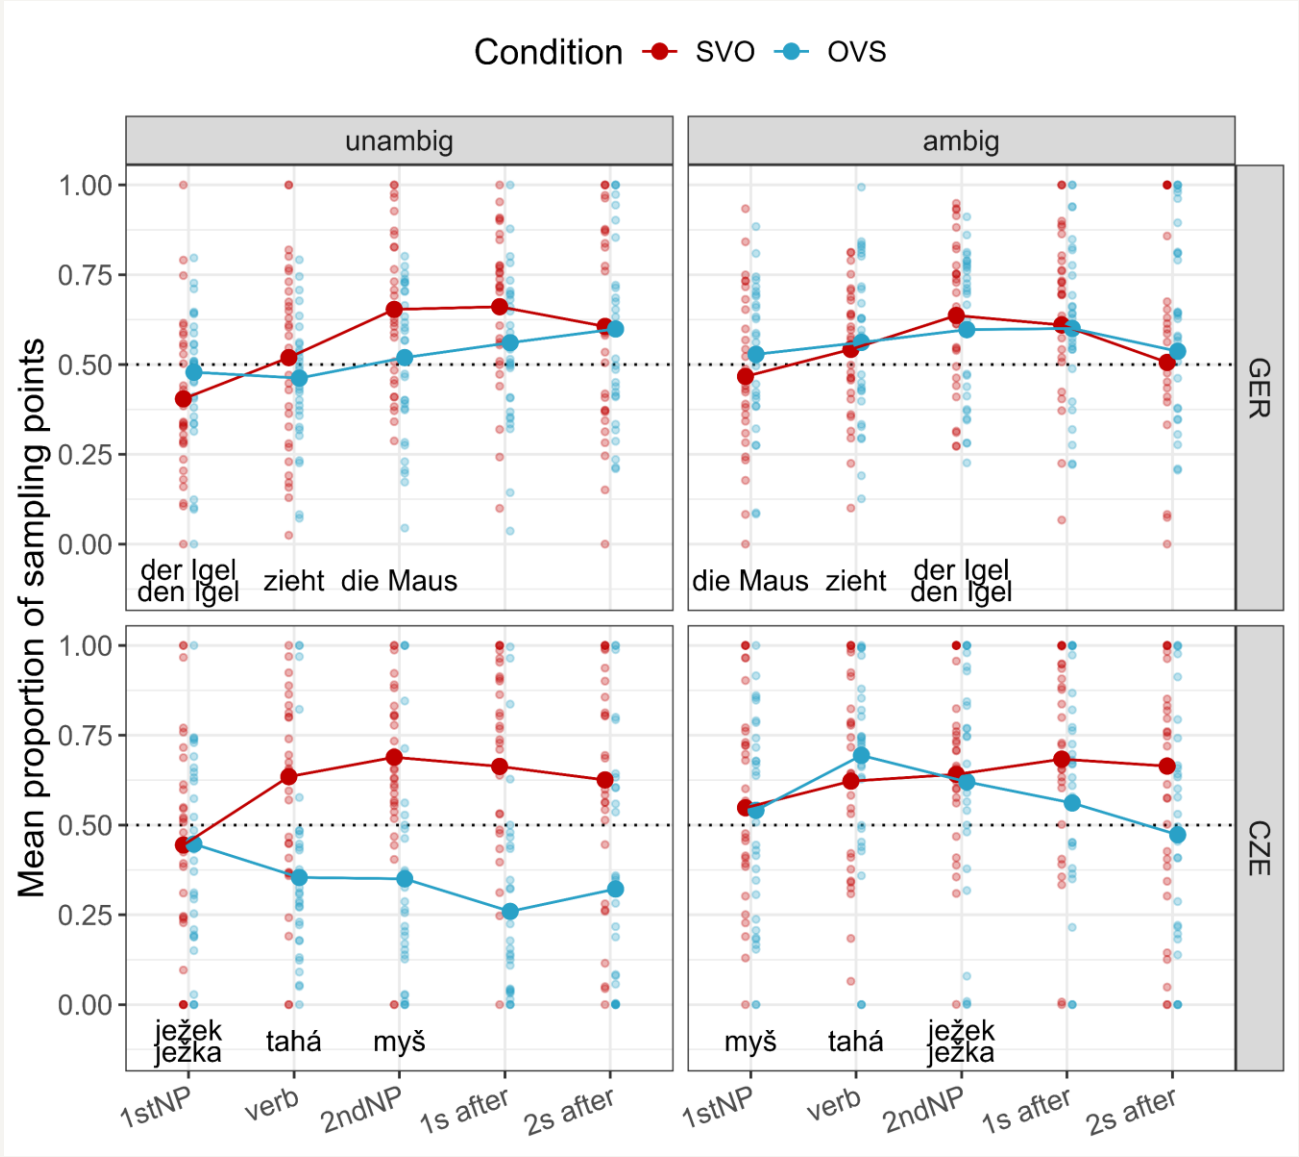 Condition SVO OVS
unambig ambig
Mean proportion of sampling points
1.00
0.75
0.50
0.25
0.00
GER
der Igel
den Igel
zieht
die Maus
die Maus
zieht
der Igel
den Igel
1.00
0.75
0.50
0.25
0.00
CZE
ježek
ježka
tahá
myš
myš
tahá
ježek
ježka
1stNP verb 2ndNP 1s after 2s after
1stNP verb 2ndNP 1s after 2s after